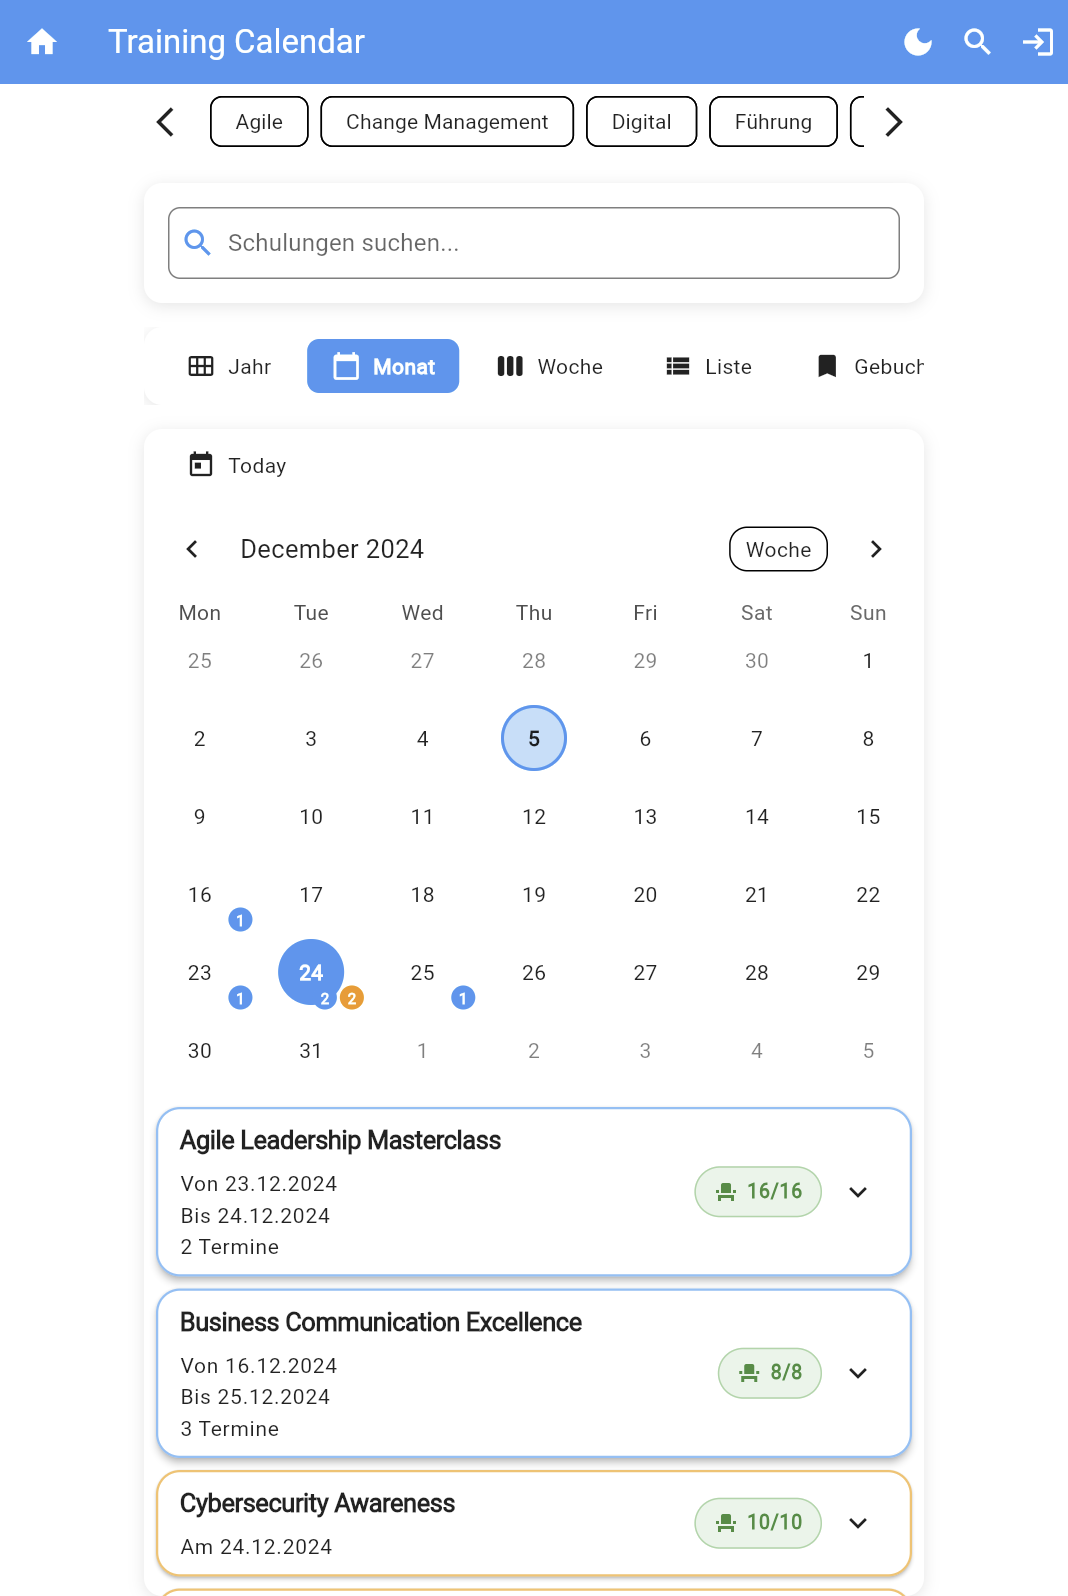 Training Calendar
Agile Change Management Digital Führung
Schulungen suchen...
Jahr Monat Woche Liste Gebuch
Today
December 2024 Woche
Mon Tue Wed Thu Fri Sat Sun
25 26 27 28 29 30 1
2 3 4 5 6 7 8
9 10 11 12 13 14 15
16 17 18 19 20 21 22
1
23 24 25 26 27 28 29
1 2 2 1
30 31 1 2 3 4 5
Agile Leadership Masterclass
Von 23.12.2024
16/16
Bis 24.12.2024
2 Termine
Business Communication Excellence
Von 16.12.2024
8/8
Bis 25.12.2024
3 Termine
Cybersecurity Awareness
10/10
Am 24.12.2024